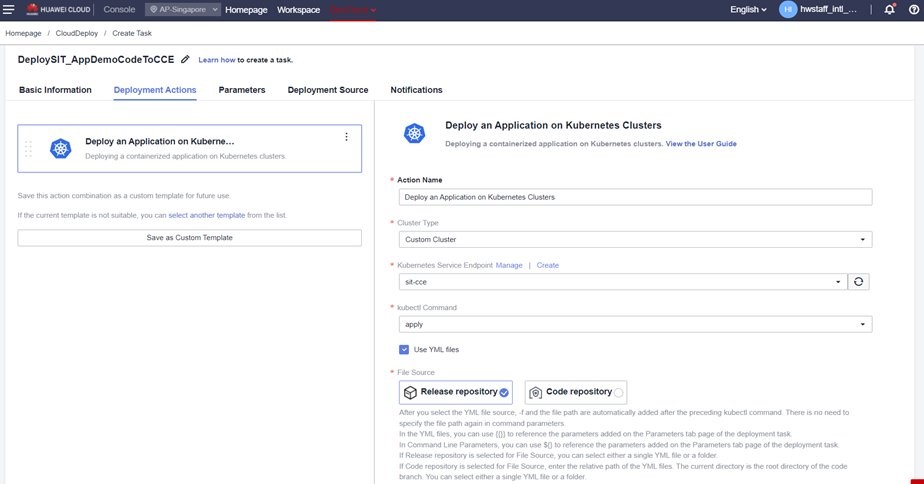 HUAWEI CLOUD
Console
AP-Singapore
Homepage
Workspace
English
HI
hwstaff_intl_...
Homepage / CloudDeploy / Create Task
DeploySIT_AppDemoCodeToCCE
Learn how to create a task.
Basic Information
Deployment Actions
Parameters
Deployment Source
Notifications
Deploy an Application on Kuberne...
Deploying a containerized application on Kubernetes clusters.
Save this action combination as a custom template for future use.
If the current template is not suitable, you can select another template from the list.
Save as Custom Template
Deploy an Application on Kubernetes Clusters
Deploying a containerized application on Kubernetes clusters. View the User Guide
* Action Name
Deploy an Application on Kubernetes Clusters
* Cluster Type
Custom Cluster
* Kubernetes Service Endpoint Manage | Create
sit-cce
* kubectl Command
apply
Use YML files
* File Source
Release repository
Code repository
After you select the YML file source, -f and the file path are automatically added after the preceding kubectl command. There is no need to
specify the file path again in command parameters.
In the YML files, you can use {{}} to reference the parameters added on the Parameters tab page of the deployment task.
In Command Line Parameters, you can use ${} to reference the parameters added on the Parameters tab page of the deployment task.
If Release repository is selected for File Source, you can select either a single YML file or a folder.
If Code repository is selected for File Source, enter the relative path of the YML files. The current directory is the root directory of the code
branch. You can select either a single YML file or a folder.